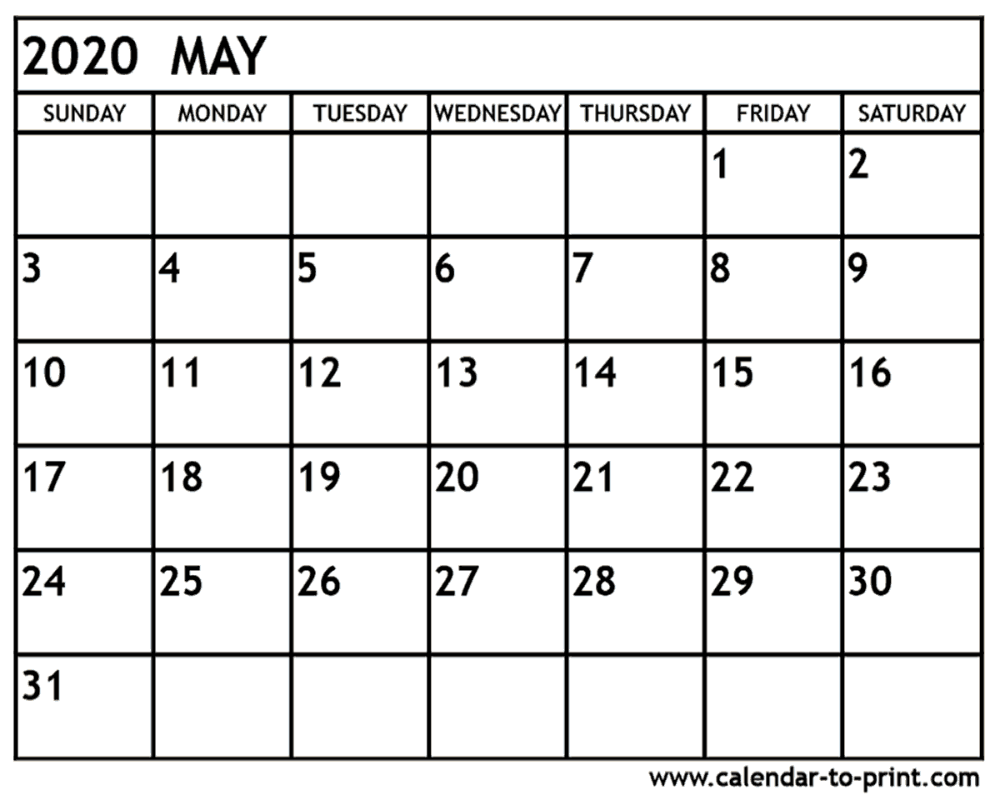 2020 MAY
SUNDAY MONDAY TUESDAY WEDNESDAY THURSDAY FRIDAY SATURDAY
1 2
3 4 5 6 7 8 9
10 11 12 13 14 15 16
17 18 19 20 21 22 23
24 25 26 27 28 29 30
31
www.calendar-to-print.com